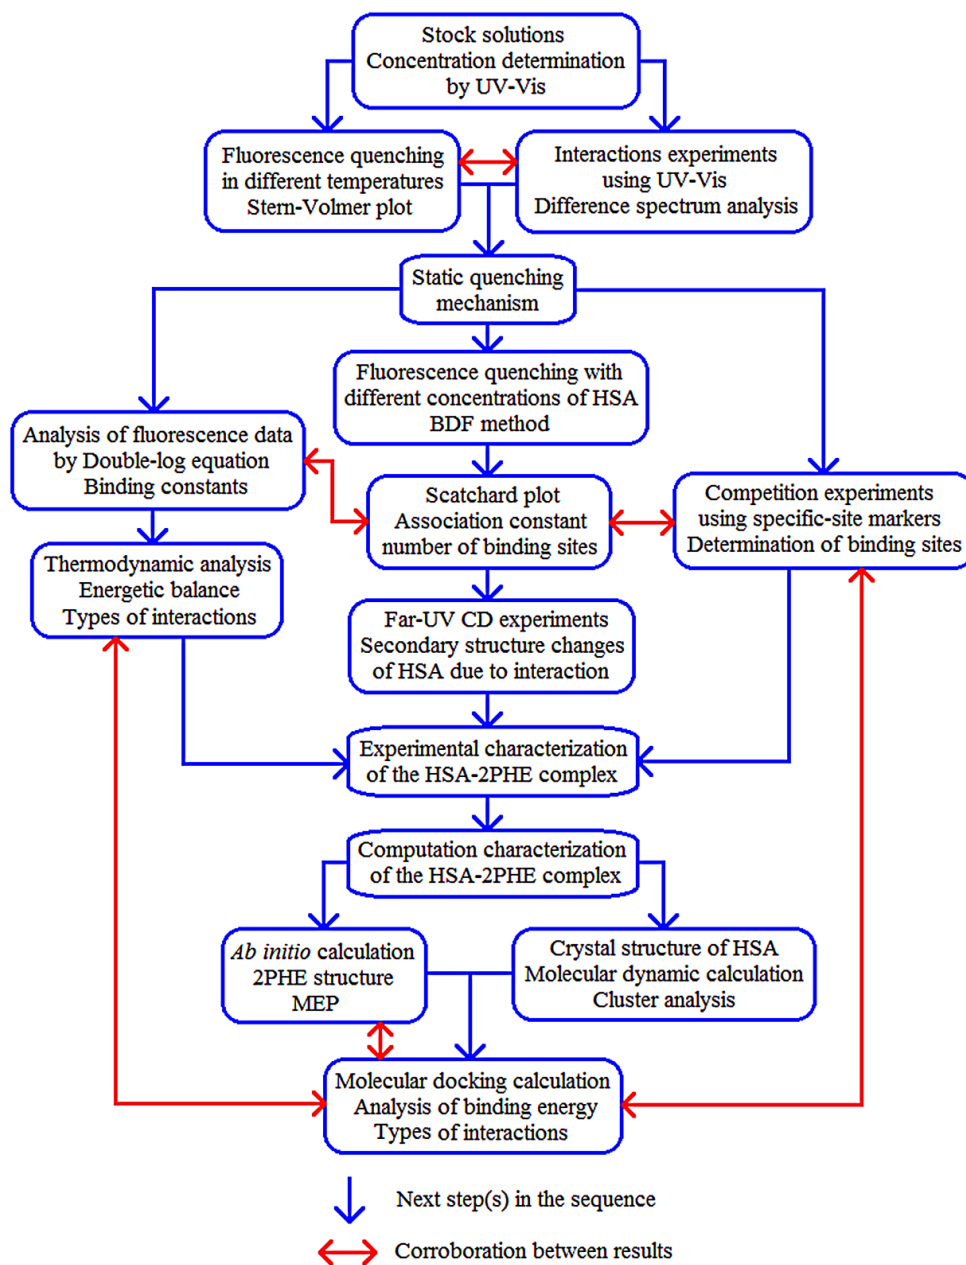 Stock solutions
Concentration determination
by UV-Vis
Fluorescence quenching
in different temperatures
Stern-Volmer plot
Interactions experiments
using UV-Vis
Difference spectrum analysis
Static quenching
mechanism
Fluorescence quenching with
different concentrations of HSA
BDF method
Analysis of fluorescence data
by Double-log equation
Binding constants
Scatchard plot
Association constant
number of binding sites
Competition experiments
using specific-site markers
Determination of binding sites
Thermodynamic analysis
Energetic balance
Types of interactions
Far-UV CD experiments
Secondary structure changes
of HSA due to interaction
Experimental characterization
of the HSA-2PHE complex
Computation characterization
of the HSA-2PHE complex
Ab initio calculation
2PHE structure
MEP
Crystal structure of HSA
Molecular dynamic calculation
Cluster analysis
Molecular docking calculation
Analysis of binding energy
Types of interactions
Next step(s) in the sequence
Corroboration between results